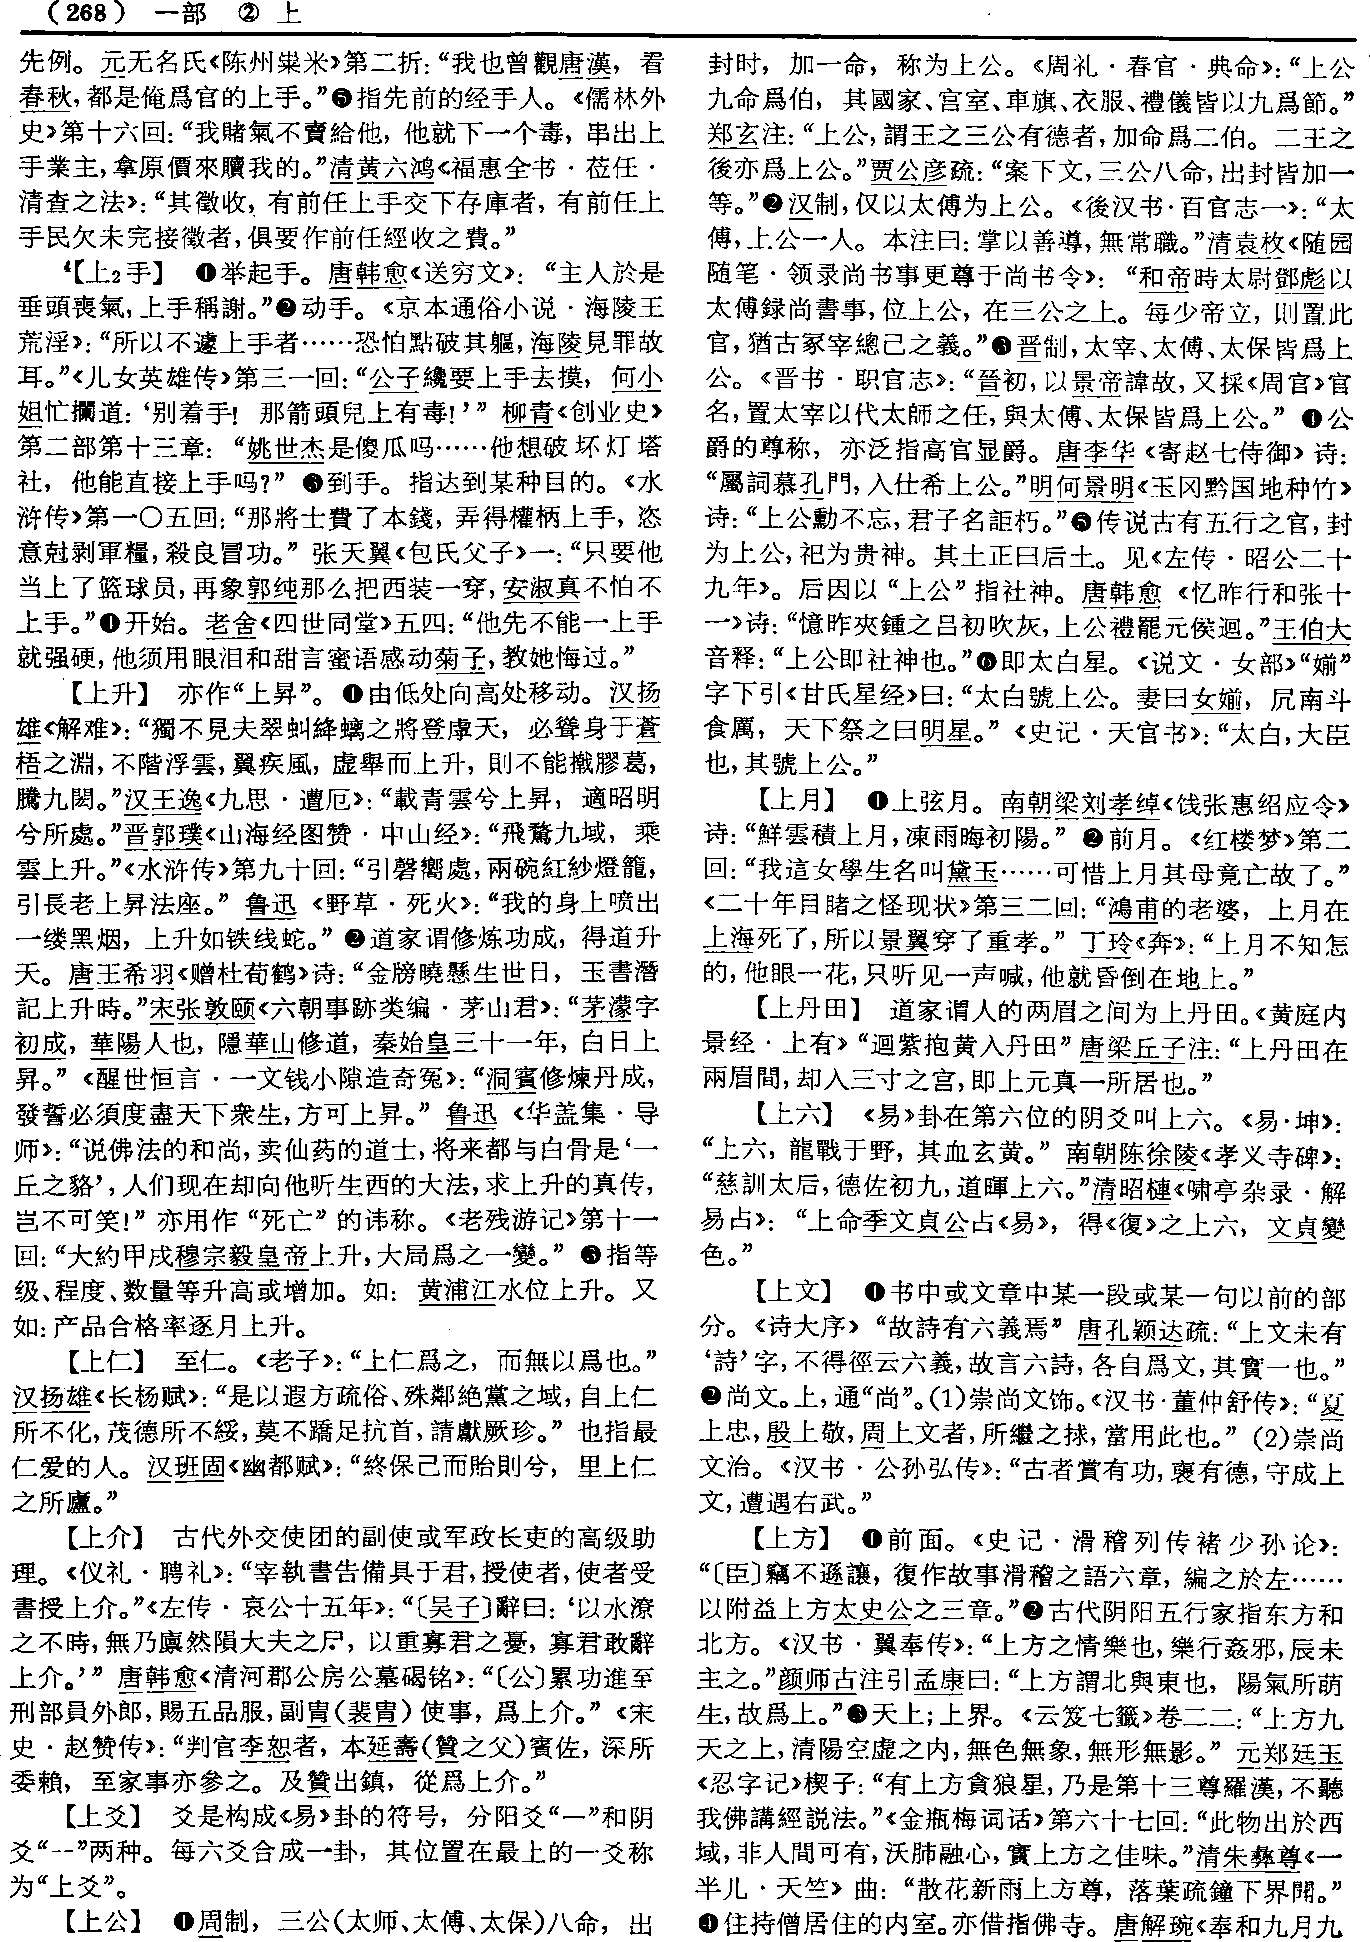 (268) 一部 ② 上
先例。元无名氏《陈州粜米》第二折：“我也曾觀唐漢，看
春秋，都是俺爲官的上手。”❺指先前的经手人。《儒林外
史》第十六回：“我賭氣不賣給他，他就下一个毒，串出上
手業主，拿原價來贖我的。”清黄六鸿《福惠全书·莅任·
清查之法》：“其徵收，有前任上手交下存庫者，有前任上
手民欠未完接徵者，俱要作前任經收之費。”
⁴【上₂手】 ❶举起手。唐韩愈《送穷文》：“主人於是
垂頭喪氣，上手稱謝。”❷动手。《京本通俗小说·海陵王
荒淫》：“所以不遽上手者……恐怕點破其軀，海陵見罪故
耳。”《儿女英雄传》第三一回：“公子纔要上手去摸，何小
姐忙攔道：‘别着手！那箭頭兒上有毒！’”柳青《创业史》
第二部第十三章：“姚世杰是傻瓜吗……他想破坏灯塔
社，他能直接上手吗？”❸到手。指达到某种目的。《水
浒传》第一〇五回：“那將士費了本錢，弄得權柄上手，恣
意尅剥軍糧，殺良冒功。”张天翼《包氏父子》一：“只要他
当上了篮球员，再象郭纯那么把西装一穿，安淑真不怕不
上手。”❹开始。老舍《四世同堂》五四：“他先不能一上手
就强硬，他须用眼泪和甜言蜜语感动菊子，教她悔过。”
【上升】 亦作“上昇”。❶由低处向高处移动。汉扬
雄《解难》：“獨不見夫翠虯絳螭之將登虖天，必聳身于蒼
梧之淵，不階浮雲，翼疾風，虛舉而上升，則不能撠膠葛，
騰九閎。”汉王逸《九思·遭厄》：“載青雲兮上昇，適昭明
兮所處。”晋郭璞《山海经图赞·中山经》：“飛騖九域，乘
雲上升。”《水浒传》第九十回：“引磬響處，兩碗紅紗燈籠，
引長老上昇法座。”鲁迅《野草·死火》：“我的身上喷出
一缕黑烟，上升如铁线蛇。”❷道家谓修炼功成，得道升
天。唐王希羽《赠杜荀鹤》诗：“金牓曉懸生世日，玉書潛
記上升時。”宋张敦颐《六朝事跡类编·茅山君》：“茅濛字
初成，華陽人也，隱華山修道，秦始皇三十一年，白日上
昇。”《醒世恒言·一文钱小隙造奇冤》：“洞賓修煉丹成，
發誓必須度盡天下衆生，方可上昇。”鲁迅《华盖集·导
师》：“说佛法的和尚，卖仙药的道士，将来都与白骨是‘一
丘之貉’，人们现在却向他听生西的大法，求上升的真传，
岂不可笑！”亦用作“死亡”的讳称。《老残游记》第十一
回：“大約甲戌穆宗毅皇帝上升，大局爲之一變。”❸指等
级、程度、数量等升高或增加。如：黄浦江水位上升。又
如：产品合格率逐月上升。
【上仁】 至仁。《老子》：“上仁爲之，而無以爲也。”
汉扬雄《长杨赋》：“是以遐方疏俗、殊鄰絶黨之域，自上仁
所不化，茂德所不綏，莫不蹻足抗首，請獻厥珍。”也指最
仁爱的人。汉班固《幽都赋》：“終保己而貽則兮，里上仁
之所廬。”
【上介】 古代外交使团的副使或军政长吏的高级助
理。《仪礼·聘礼》：“宰執書告備具于君，授使者，使者受
書授上介。”《左传·哀公十五年》：“〔吴子〕辭曰：‘以水潦
之不時，無乃廩然隕大夫之尸，以重寡君之憂，寡君敢辭
上介。’”唐韩愈《清河郡公房公墓碣铭》：“〔公〕累功進至
刑部員外郎，賜五品服，副胄（裴胄）使事，爲上介。”《宋
史·赵赞传》：“判官李恕者，本延壽（贊之父）賓佐，深所
委賴，至家事亦參之。及贊出鎮，從爲上介。”
【上爻】 爻是构成《易》卦的符号，分阳爻“—”和阴
爻“--”两种。每六爻合成一卦，其位置在最上的一爻称
为“上爻”。
【上公】 ❶周制，三公（太师、太傅、太保）八命，出
封时，加一命，称为上公。《周礼·春官·典命》：“上公
九命爲伯，其國家、宫室、車旗、衣服、禮儀皆以九爲節。”
郑玄注：“上公，謂王之三公有德者，加命爲二伯。二王之
後亦爲上公。”贾公彦疏：“案下文，三公八命，出封皆加一
等。”❷汉制，仅以太傅为上公。《後汉书·百官志一》：“太
傅，上公一人。本注曰：掌以善導，無常職。”清袁枚《随园
随笔·领录尚书事更尊于尚书令》：“和帝時太尉鄧彪以
太傅録尚書事，位上公，在三公之上。每少帝立，則置此
官，猶古冢宰總己之義。”❸晋制，太宰、太傅、太保皆爲上
公。《晋书·职官志》：“晉初，以景帝諱故，又採《周官》官
名，置太宰以代太師之任，與太傅、太保皆爲上公。”❹公
爵的尊称，亦泛指高官显爵。唐李华《寄赵七侍御》诗：
“屬詞慕孔門，入仕希上公。”明何景明《玉冈黔国地种竹》
诗：“上公勳不忘，君子名詎朽。”❺传说古有五行之官，封
为上公，祀为贵神。其土正曰后土。见《左传·昭公二十
九年》。后因以“上公”指社神。唐韩愈《忆昨行和张十
一》诗：“憶昨夾鍾之吕初吹灰，上公禮罷元侯迴。”王伯大
音释：“上公即社神也。”❻即太白星。《说文·女部》“媊”
字下引《甘氏星经》曰：“太白號上公。妻曰女媊，凥南斗
食厲，天下祭之曰明星。”《史记·天官书》：“太白，大臣
也，其號上公。”
【上月】 ❶上弦月。南朝梁刘孝绰《饯张惠绍应令》
诗：“鮮雲積上月，凍雨晦初陽。”❷前月。《红楼梦》第二
回：“我這女學生名叫黛玉……可惜上月其母竟亡故了。”
《二十年目睹之怪现状》第三二回：“鴻甫的老婆，上月在
上海死了，所以景翼穿了重孝。”丁玲《奔》：“上月不知怎
的，他眼一花，只听见一声喊，他就昏倒在地上。”
【上丹田】 道家谓人的两眉之间为上丹田。《黄庭内
景经·上有》“迴紫抱黄入丹田”唐梁丘子注：“上丹田在
兩眉間，却入三寸之宫，即上元真一所居也。”
【上六】 《易》卦在第六位的阴爻叫上六。《易·坤》：
“上六，龍戰于野，其血玄黄。”南朝陈徐陵《孝义寺碑》：
“慈訓太后，德佐初九，道暉上六。”清昭槤《啸亭杂录·解
易占》：“上命季文貞公占《易》，得《復》之上六，文貞變
色。”
【上文】 ❶书中或文章中某一段或某一句以前的部
分。《诗大序》“故詩有六義焉”唐孔颖达疏：“上文未有
‘詩’字，不得徑云六義，故言六詩，各自爲文，其實一也。”
❷尚文。上，通“尚”。(1)崇尚文饰。《汉书·董仲舒传》：“夏
上忠，殷上敬，周上文者，所繼之捄，當用此也。”(2)崇尚
文治。《汉书·公孙弘传》：“古者賞有功，襃有德，守成上
文，遭遇右武。”
【上方】 ❶前面。《史记·滑稽列传褚少孙论》：
“〔臣〕竊不遜讓，復作故事滑稽之語六章，編之於左……
以附益上方太史公之三章。”❷古代阴阳五行家指东方和
北方。《汉书·翼奉传》：“上方之情樂也，樂行姦邪，辰未
主之。”颜师古注引孟康曰：“上方謂北與東也，陽氣所萌
生，故爲上。”❸天上；上界。《云笈七籤》卷二二：“上方九
天之上，清陽空虚之内，無色無象，無形無影。”元郑廷玉
《忍字记》楔子：“有上方貪狼星，乃是第十三尊羅漢，不聽
我佛講經説法。”《金瓶梅词话》第六十七回：“此物出於西
域，非人間可有，沃肺融心，實上方之佳味。”清朱彝尊《一
半儿·天竺》曲：“散花新雨上方尊，落葉疏鐘下界聞。”
❹住持僧居住的内室。亦借指佛寺。唐解琬《奉和九月九